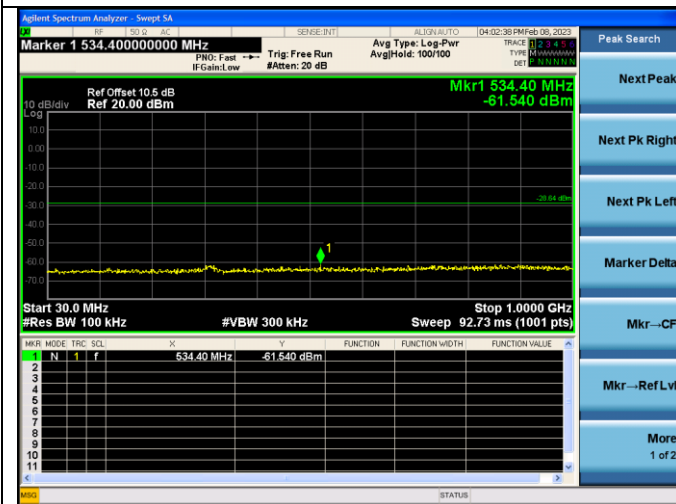 Agilent Spectrum Analyzer - Swept SA
RF 50 Ω AC SENSE:INT ALIGNAUTO 04:02:38 PM Feb 08, 2023
Marker 1 534.400000000 MHz
PNO: Fast
IFGain:Low
Trig: Free Run
#Atten: 20 dB
Avg Type: Log-Pwr
Avg|Hold: 100/100
TRACE 1 2 3 4 5 6
TYPE MWWWWW
DET P N N N N N
Ref Offset 10.5 dB
Ref 20.00 dBm
10 dB/div
Log
Mkr1 534.40 MHz
-61.540 dBm
10.0
0.00
-10.0
-20.0
-30.0
-40.0
-50.0
-60.0
-70.0
-28.64 dBm
1
Start 30.0 MHz
Stop 1.0000 GHz
#Res BW 100 kHz #VBW 300 kHz Sweep 92.73 ms (1001 pts)
MKR MODE TRC SCL X Y FUNCTION FUNCTION WIDTH FUNCTION VALUE
1 N 1 f 534.40 MHz -61.540 dBm
2
3
4
5
6
7
8
9
10
11
MSG STATUS
Peak Search
Next Peak
Next Pk Right
Next Pk Left
Marker Delta
Mkr→CF
Mkr→Ref Lvl
More
1 of 2